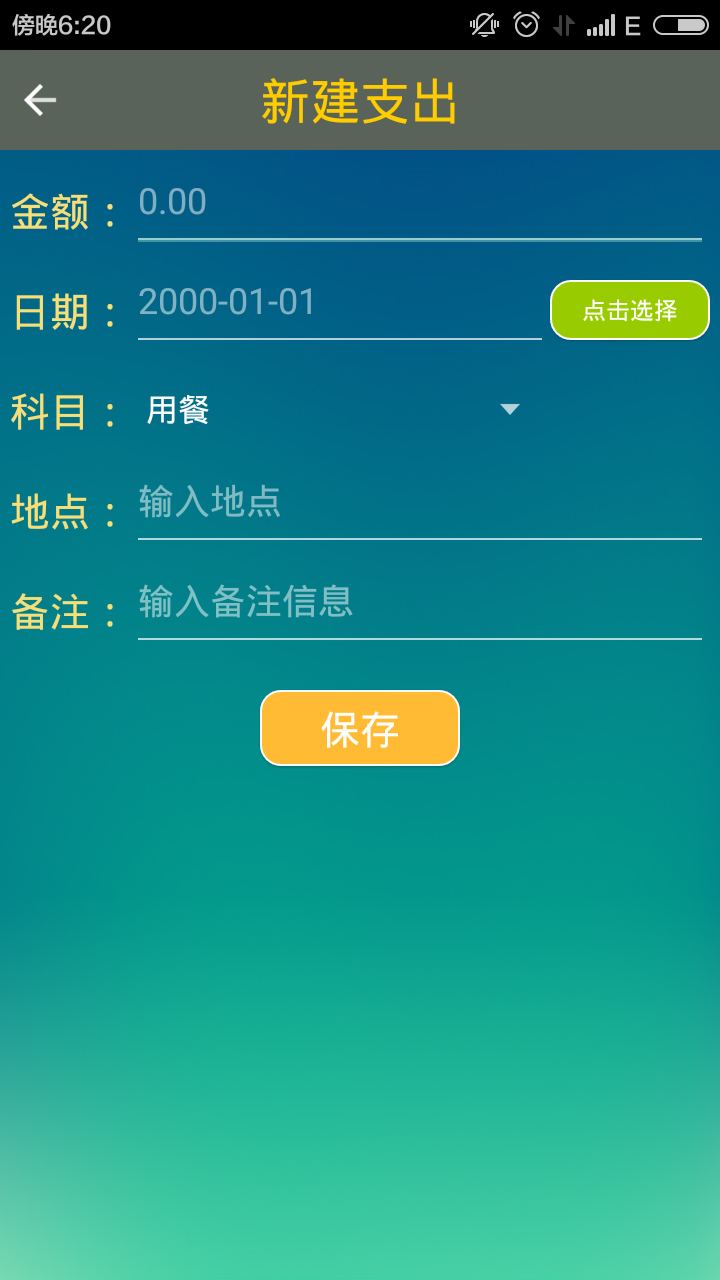 傍晚6:20 E
新建支出
金额： 0.00
日期： 2000-01-01 点击选择
科目： 用餐
地点： 输入地点
备注： 输入备注信息
保存